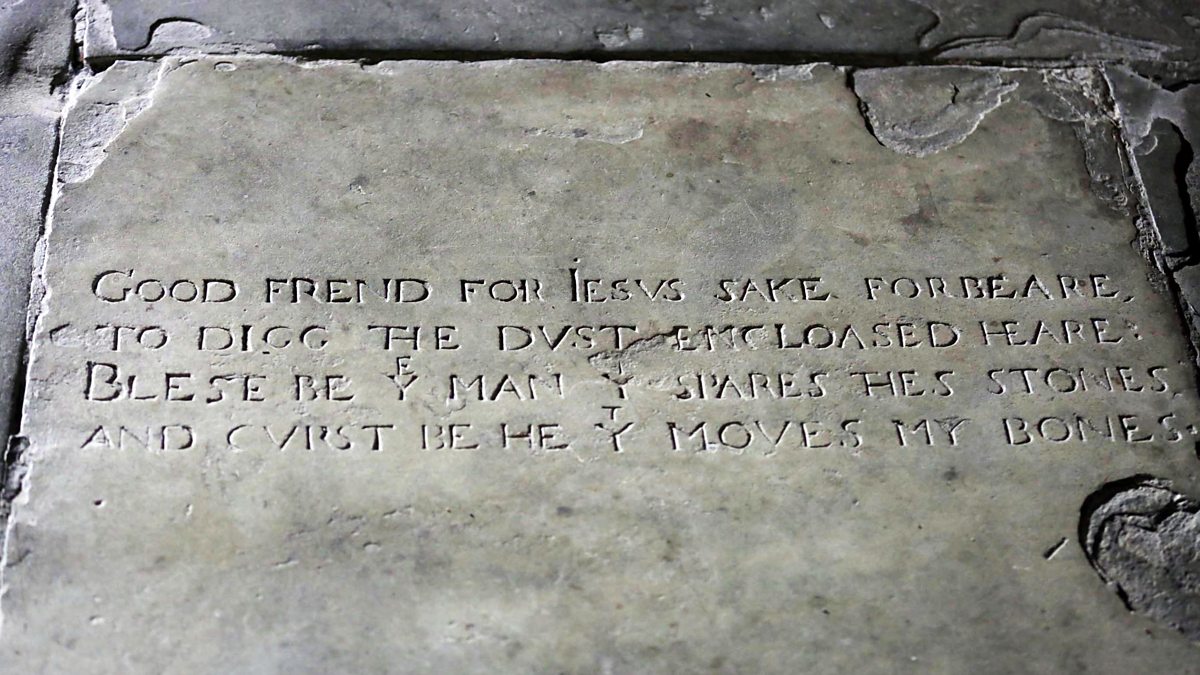 GOOD FREND FOR IESVS SAKE FORBEARE,
TO DIGG THE DVST ENCLOASED HEARE:
BLESE BE Yᴱ MAN Yᵀ SPARES THES STONES,
AND CVRST BE HE Yᵀ MOVES MY BONES.